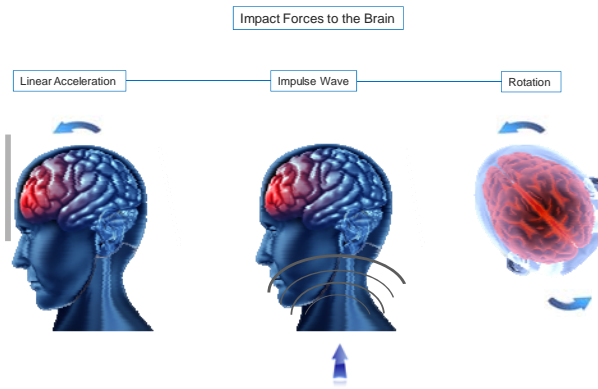 Impact Forces to the Brain
Linear Acceleration
Impulse Wave
Rotation